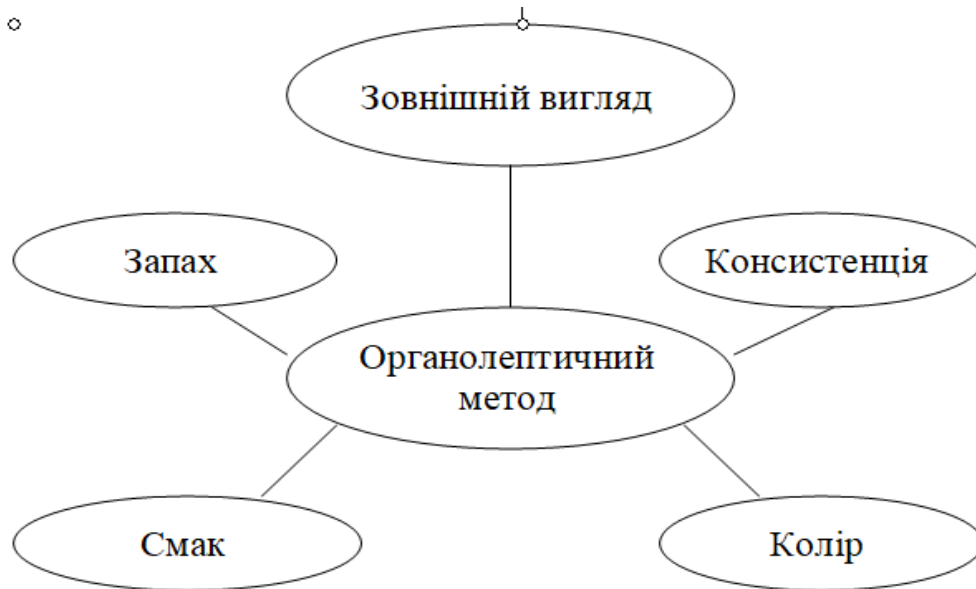 Зовнішній вигляд
Запах
Консистенція
Органолептичний
метод
Смак
Колір